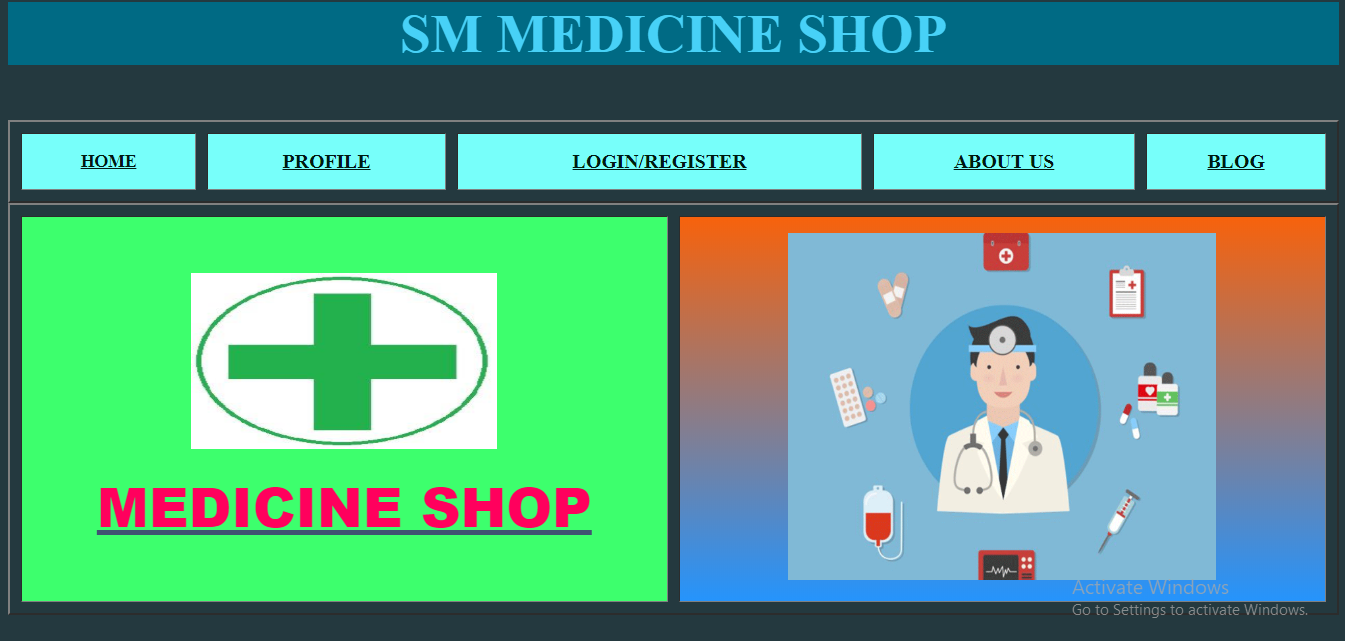 SM MEDICINE SHOP
HOME PROFILE LOGIN/REGISTER ABOUT US BLOG
MEDICINE SHOP
Activate Windows
Go to Settings to activate Windows.